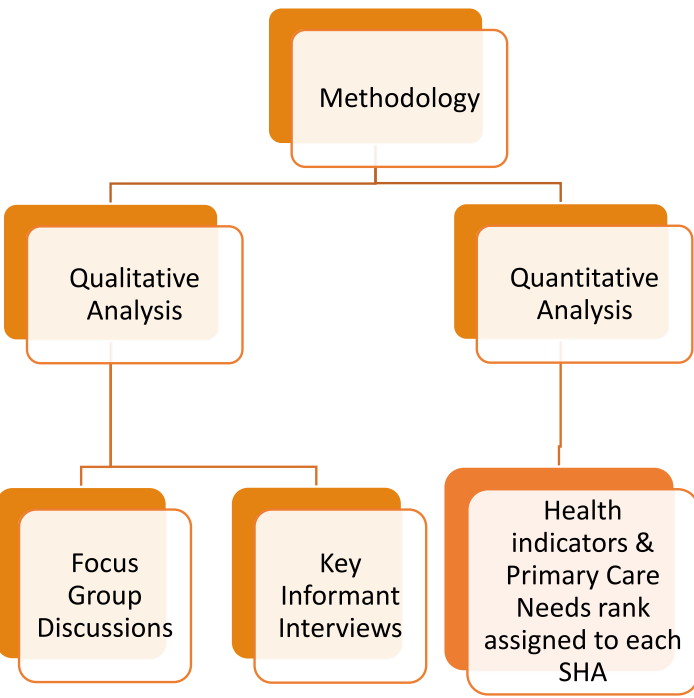 Methodology
Qualitative
Analysis
Quantitative
Analysis
Focus
Group
Discussions
Key
Informant
Interviews
Health
indicators &
Primary Care
Needs rank
assigned to each
SHA